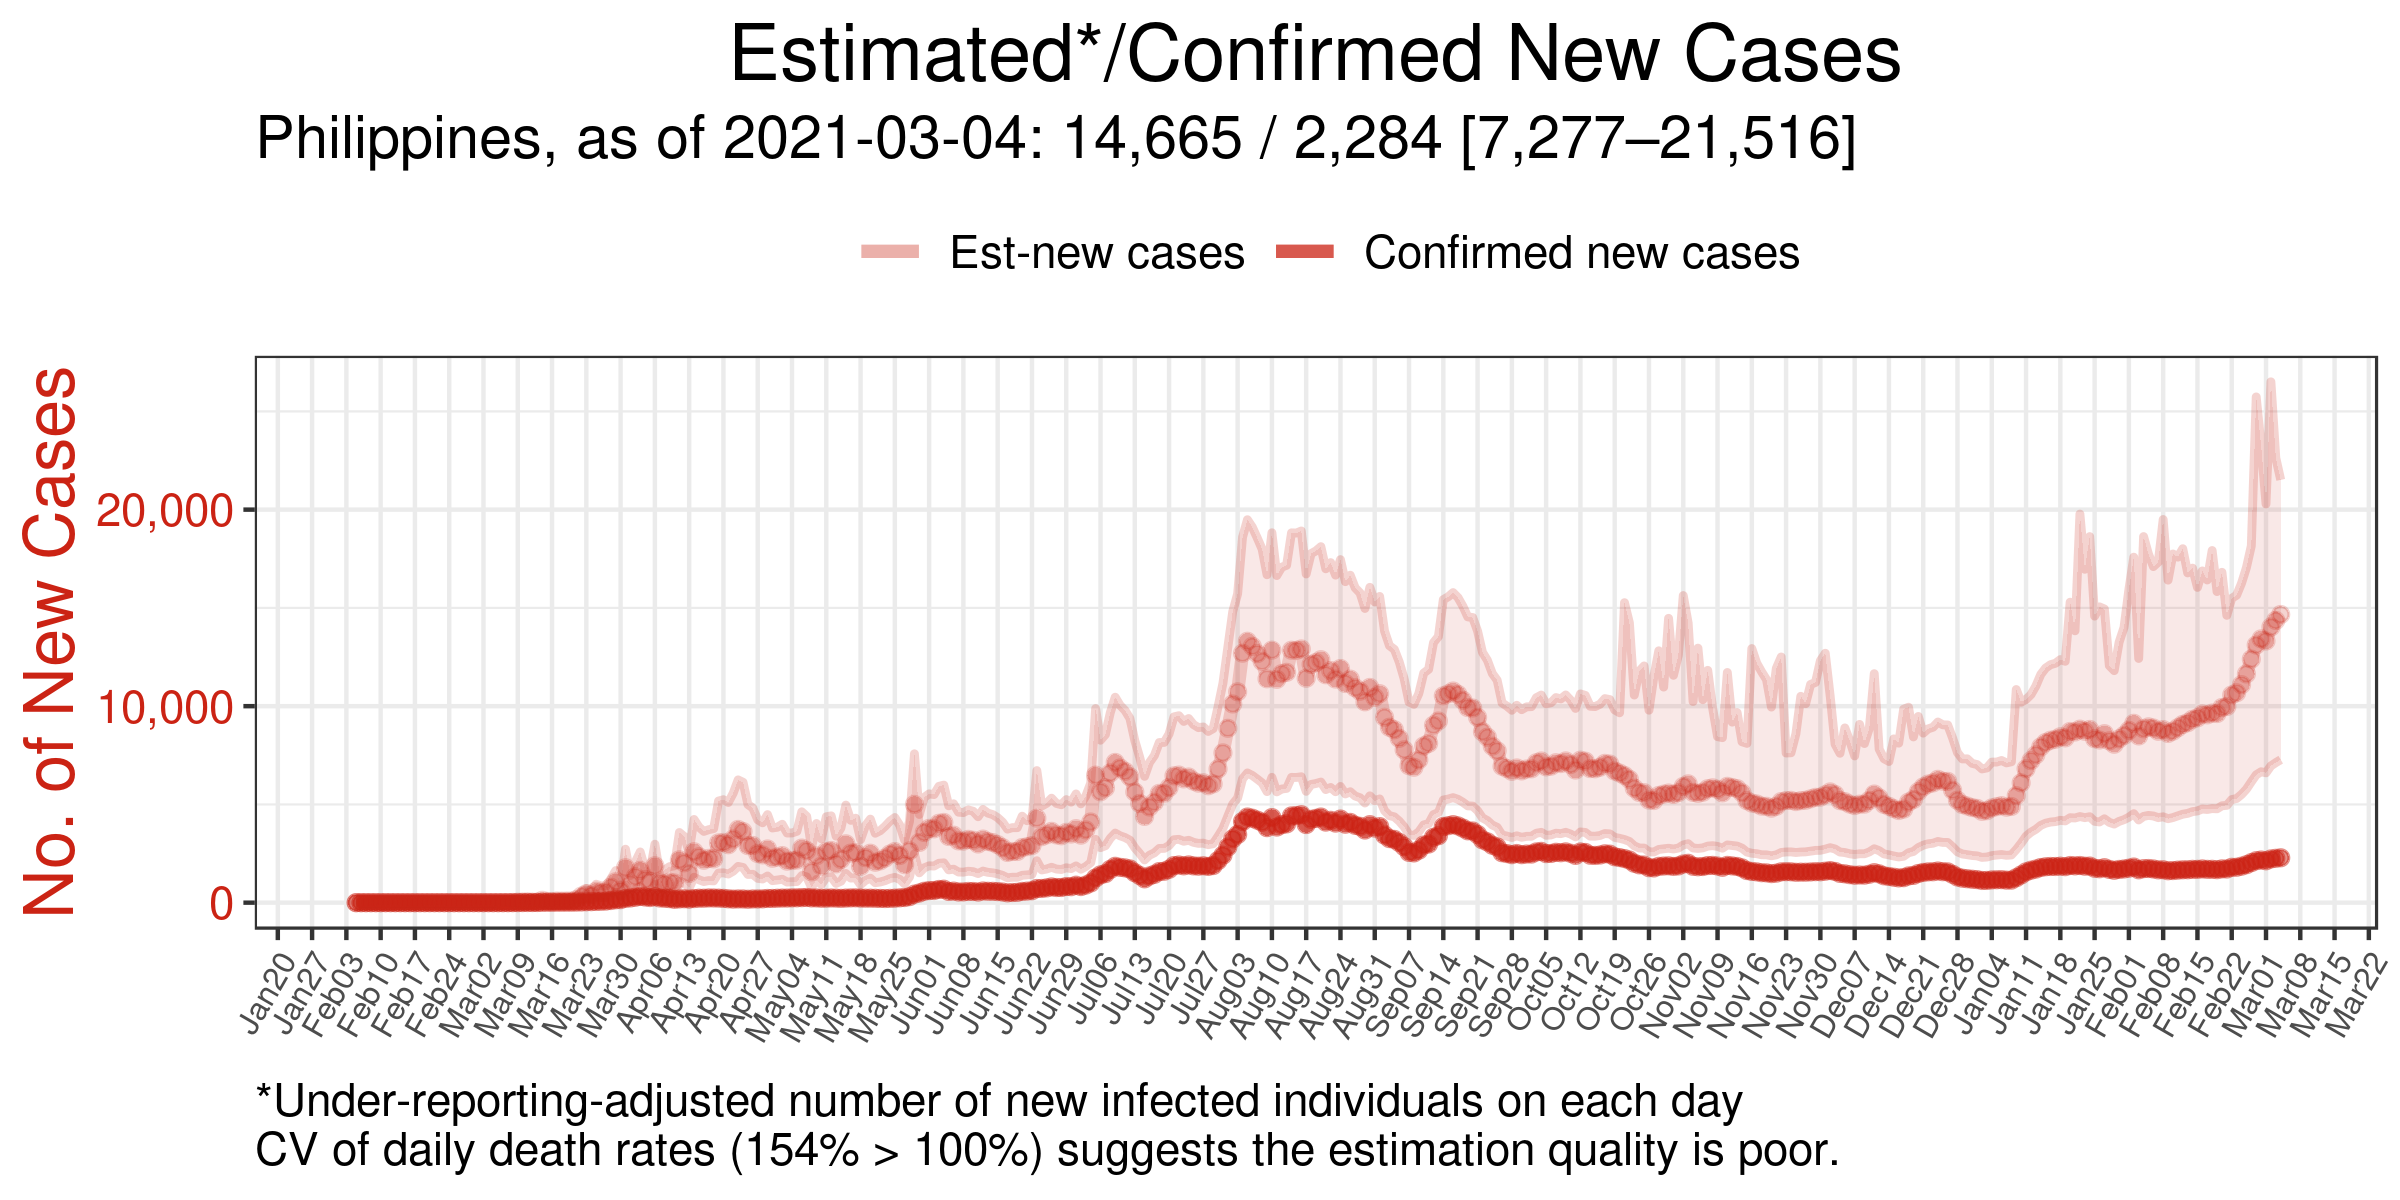 Estimated*/Confirmed New Cases
Philippines, as of 2021-03-04: 14,665 / 2,284 [7,277–21,516]
Est-new cases Confirmed new cases
No. of New Cases
20,000
10,000
0
Jan20 Jan27 Feb03 Feb10 Feb17 Feb24 Mar02 Mar09 Mar16 Mar23 Mar30 Apr06 Apr13 Apr20 Apr27 May04 May11 May18 May25 Jun01 Jun08 Jun15 Jun22 Jun29 Jul06 Jul13 Jul20 Jul27 Aug03 Aug10 Aug17 Aug24 Aug31 Sep07 Sep14 Sep21 Sep28 Oct05 Oct12 Oct19 Oct26 Nov02 Nov09 Nov16 Nov23 Nov30 Dec07 Dec14 Dec21 Dec28 Jan04 Jan11 Jan18 Jan25 Feb01 Feb08 Feb15 Feb22 Mar01 Mar08 Mar15 Mar22
*Under-reporting-adjusted number of new infected individuals on each day
CV of daily death rates (154% > 100%) suggests the estimation quality is poor.